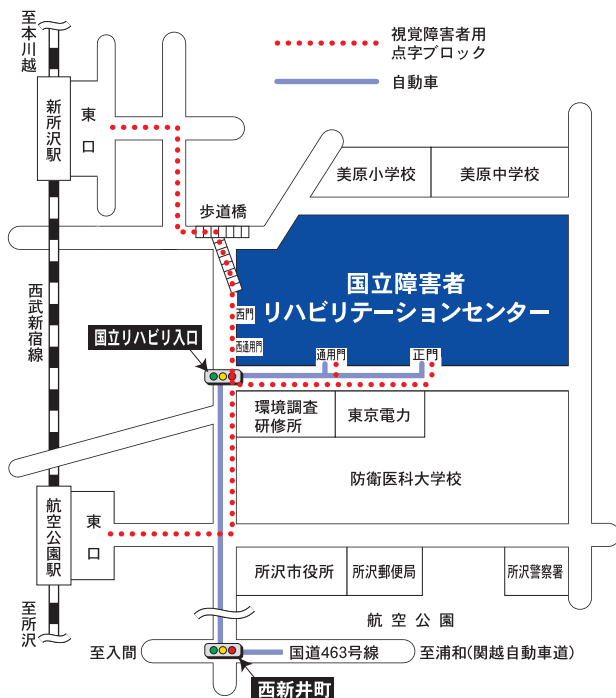 至本川越
視覚障害者用
点字ブロック
自動車
新所沢駅
東口
美原小学校
美原中学校
歩道橋
国立障害者
リハビリテーションセンター
西武新宿線
西門
国立リハビリ入口
西通用門
通用門
正門
環境調査
研修所
東京電力
防衛医科大学校
航空公園駅
東口
所沢市役所
所沢郵便局
所沢警察署
至所沢
航空公園
至入間
国道463号線
至浦和(関越自動車道)
西新井町